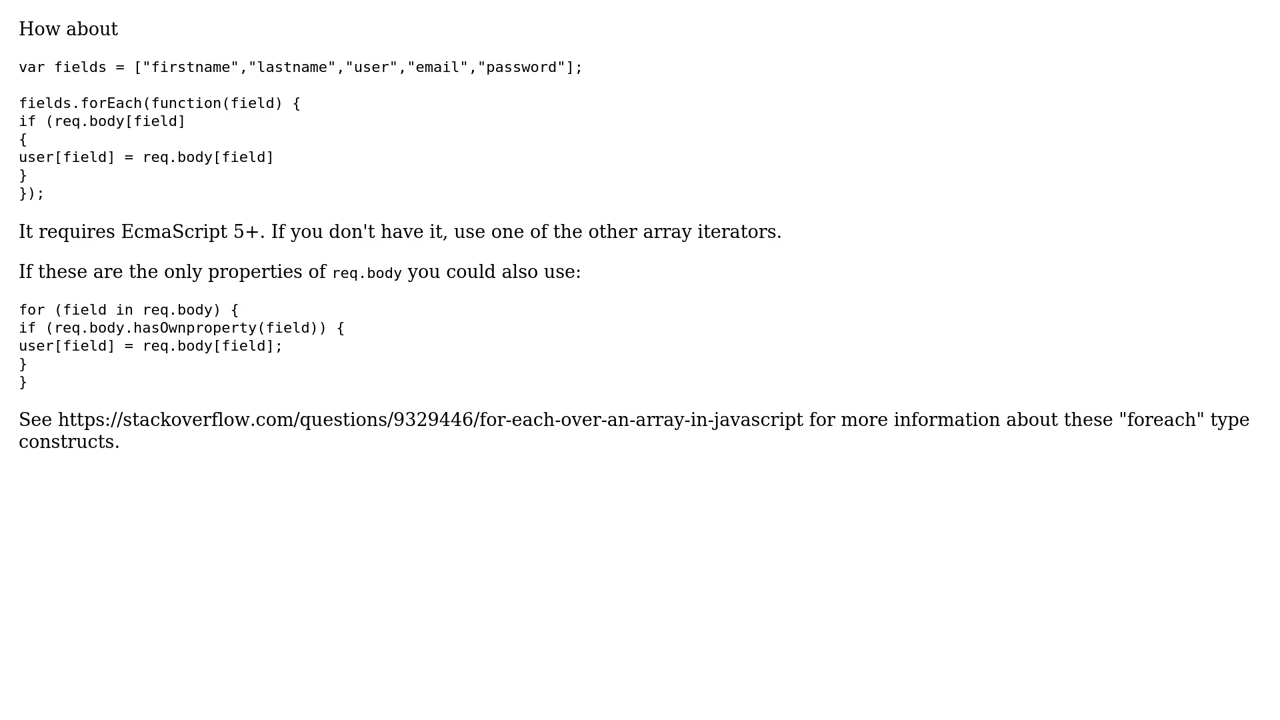 How about
var fields = ["firstname","lastname","user","email","password"];
fields.forEach(function(field) {
if (req.body[field]
{
user[field] = req.body[field]
}
});
It requires EcmaScript 5+. If you don't have it, use one of the other array iterators.
If these are the only properties of req.body you could also use:
for (field in req.body) {
if (req.body.hasOwnproperty(field)) {
user[field] = req.body[field];
}
}
See https://stackoverflow.com/questions/9329446/for-each-over-an-array-in-javascript for more information about these "foreach" type
constructs.